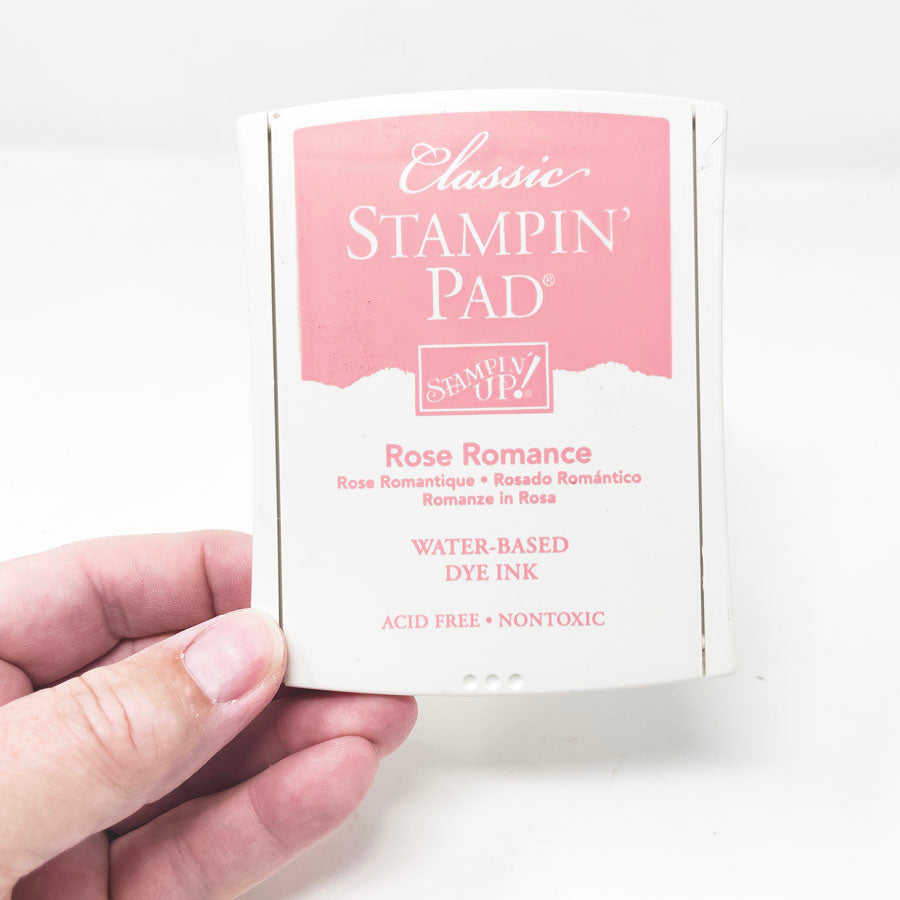 Classic
STAMPIN'
PAD®
STAMPIN'
UP!®
Rose Romance
Rose Romantique • Rosado Romántico
Romanze in Rosa
WATER-BASED
DYE INK
ACID FREE • NONTOXIC